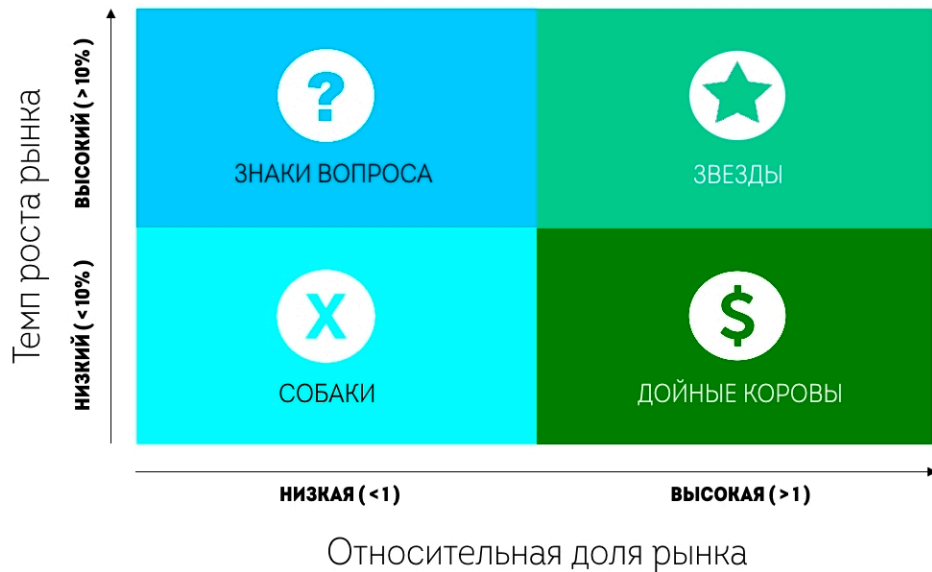 Темп роста рынка
ВЫСОКИЙ (>10%)
?
ЗНАКИ ВОПРОСА
ЗВЕЗДЫ
НИЗКИЙ (<10%)
X
СОБАКИ
$
ДОЙНЫЕ КОРОВЫ
НИЗКАЯ (<1)
ВЫСОКАЯ (>1)
Относительная доля рынка